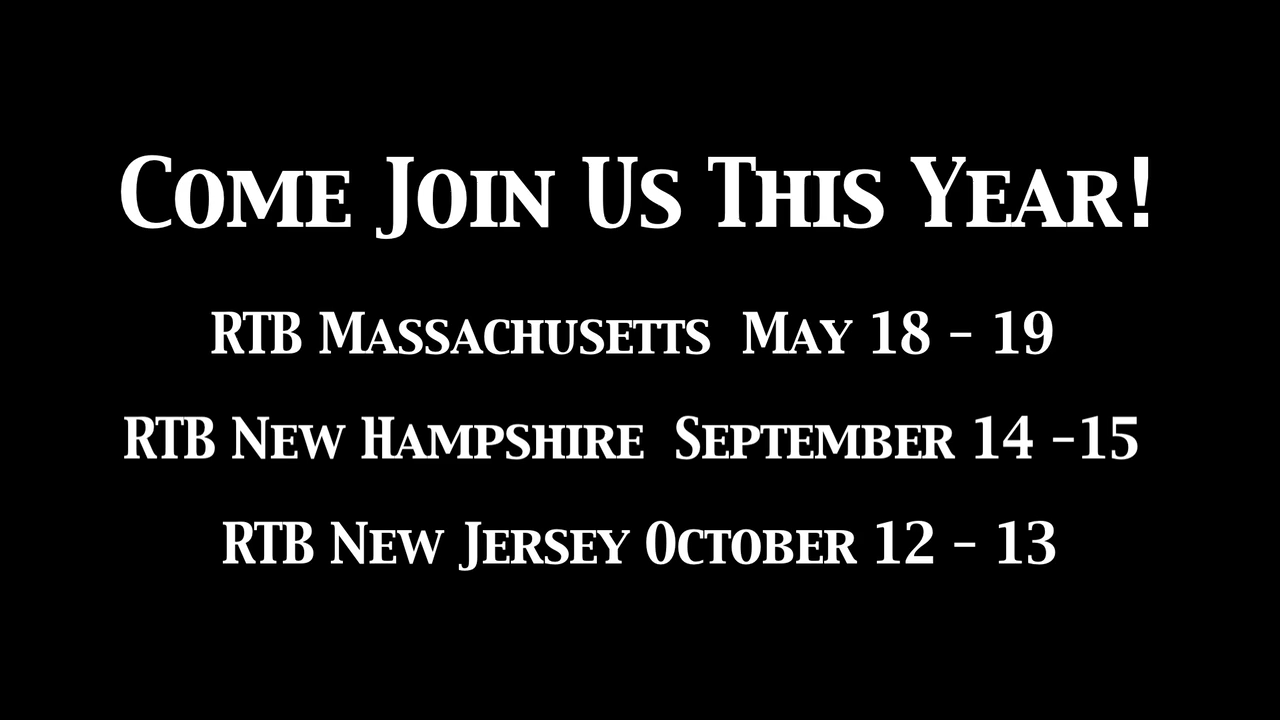 Come Join Us This Year!
RTB Massachusetts  May 18 - 19
RTB New Hampshire  September 14 -15
RTB New Jersey October 12 - 13